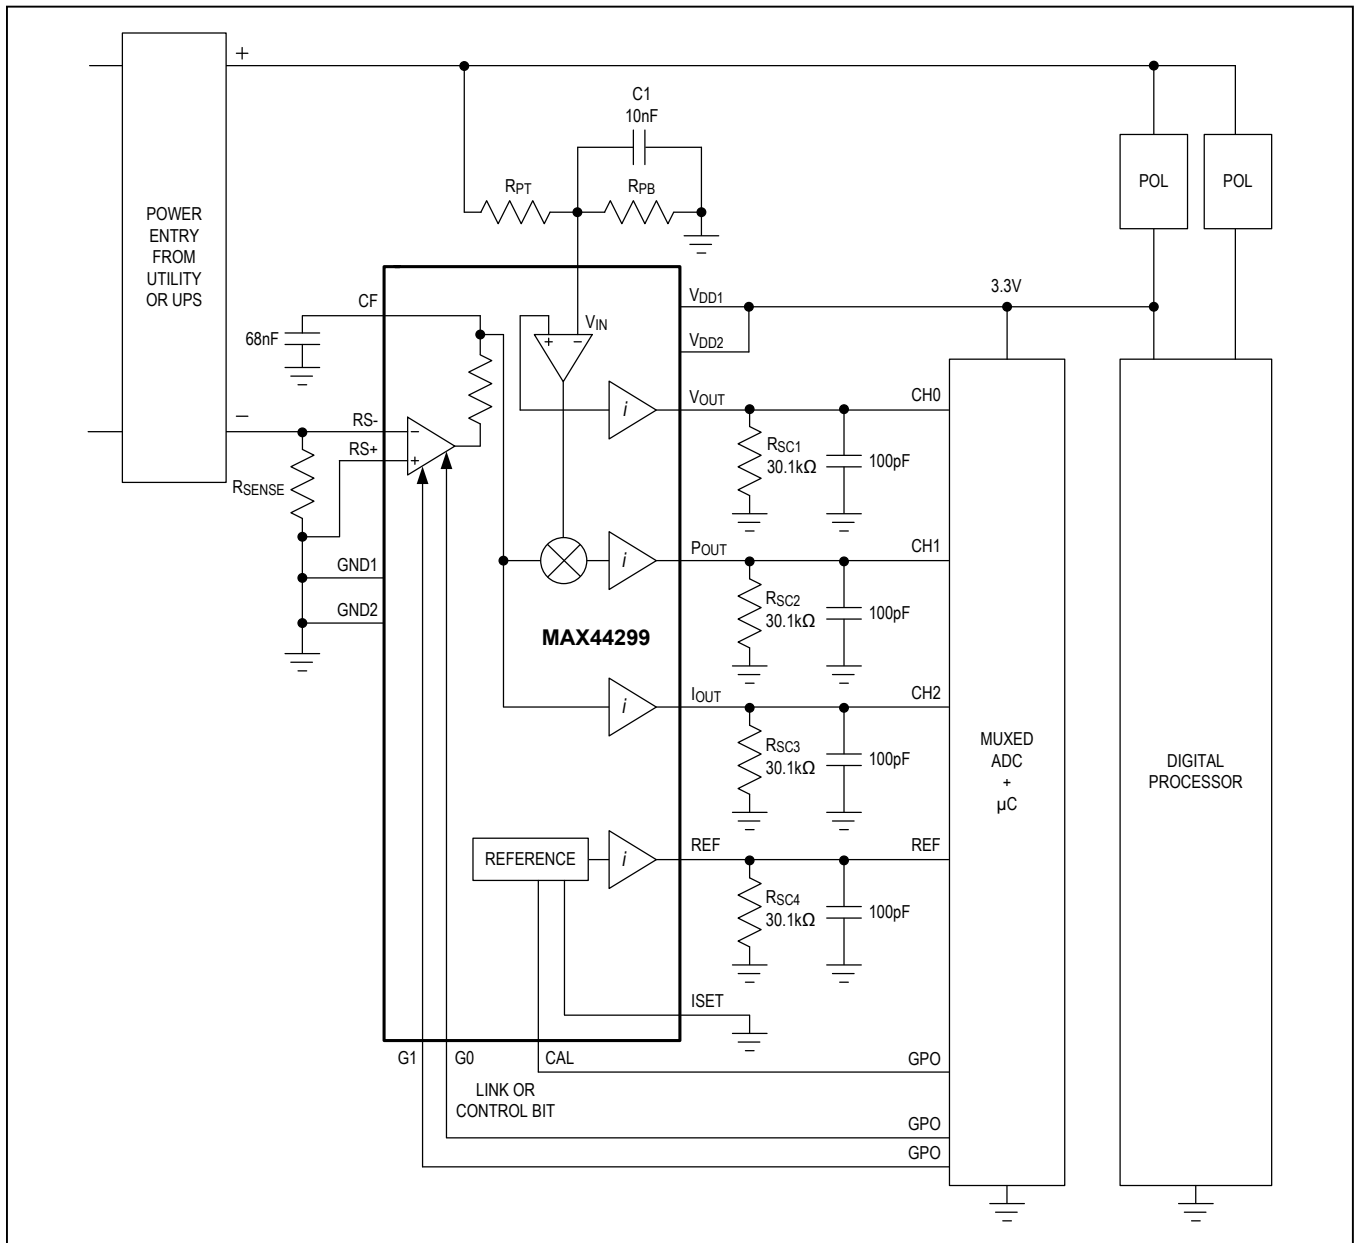 +
C1
10nF
RPT
RPB
POL
POL
POWER
ENTRY
FROM
UTILITY
OR UPS
CF
68nF
VIN
+
−
VDD1
VDD2
3.3V
−
RS-
RS+
−
+
RSENSE
GND1
GND2
i
VOUT
CH0
RSC1
30.1kΩ
100pF
i
POUT
CH1
RSC2
30.1kΩ
100pF
MAX44299
i
IOUT
CH2
RSC3
30.1kΩ
100pF
MUXED
ADC
+
µC
DIGITAL
PROCESSOR
REFERENCE
i
REF
REF
RSC4
30.1kΩ
100pF
ISET
G1
G0
CAL
GPO
LINK OR
CONTROL BIT
GPO
GPO